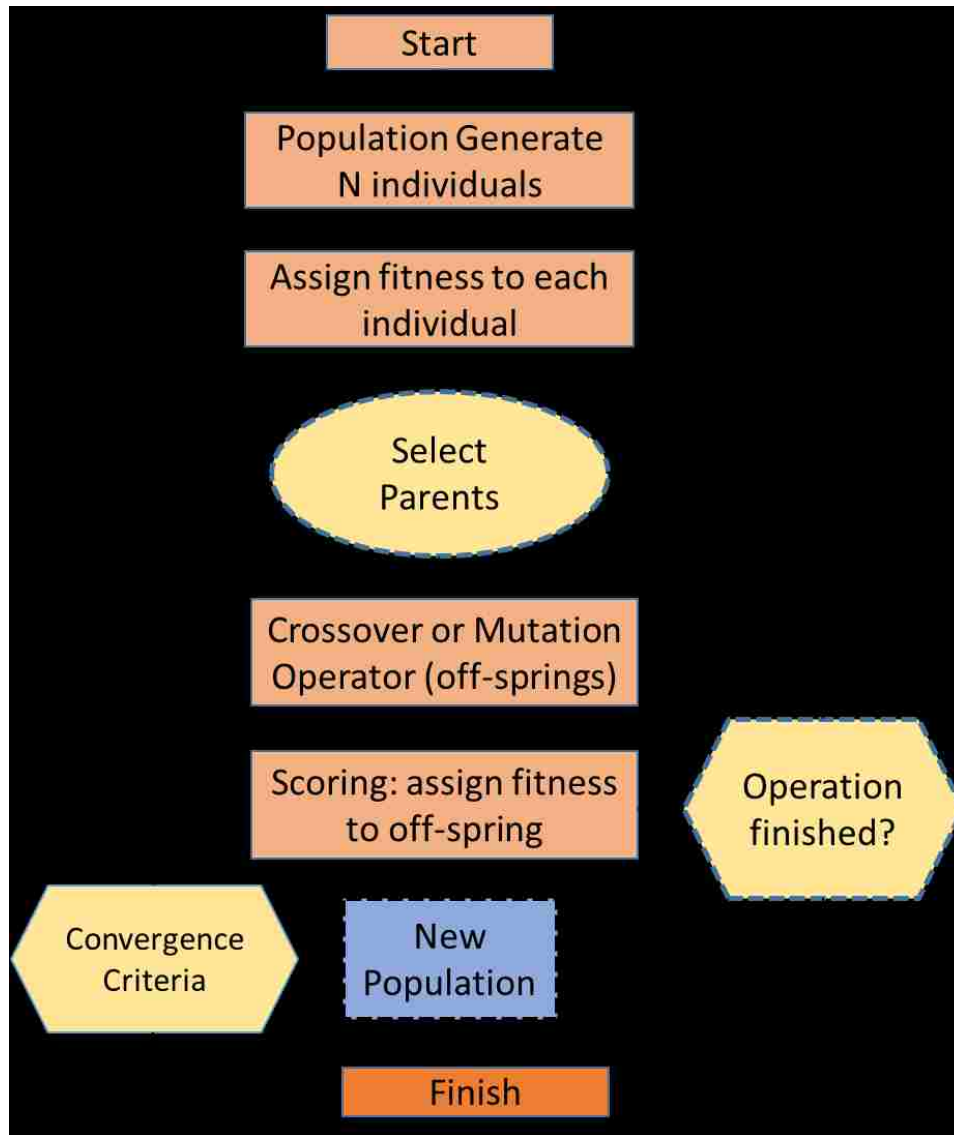 Start
Population Generate
N individuals
Assign fitness to each
individual
Select
Parents
Crossover or Mutation
Operator (off-springs)
Scoring: assign fitness
to off-spring
Operation
finished?
Convergence
Criteria
New
Population
Finish